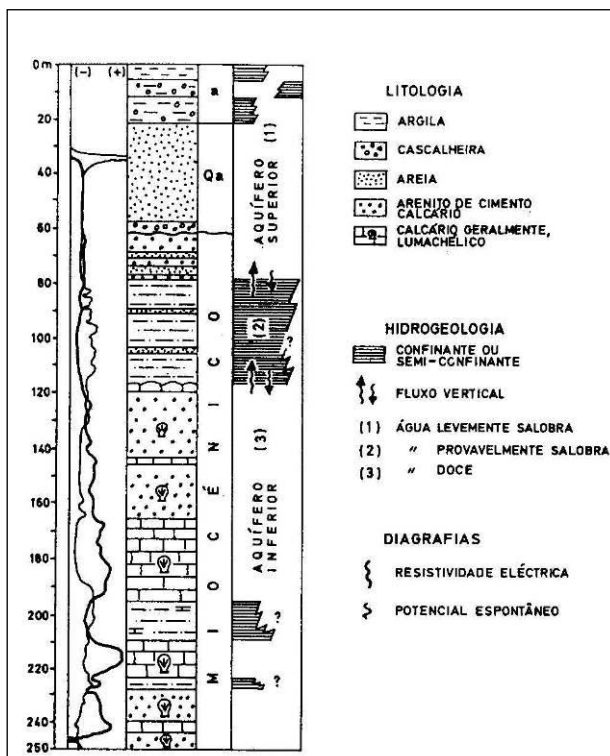 0m
20
40
60
80
100
120
140
160
180
200
220
240
250
(-) (+)
a
Qa
MIOCÉNICO
AQUÍFERO SUPERIOR (1)
(2)
?
(3)
AQUÍFERO INFERIOR
?
?
LITOLOGIA
ARGILA
CASCALHEIRA
AREIA
ARENITO DE CIMENTO
CALCÁRIO
CALCÁRIO GERALMENTE,
LUMACHÉLICO
HIDROGEOLOGIA
CONFINANTE OU
SEMI-CONFINANTE
FLUXO VERTICAL
(1) ÁGUA LEVEMENTE SALOBRA
(2) " PROVAVELMENTE SALOBRA
(3) " DOCE
DIAGRAFIAS
RESISTIVIDADE ELÉCTRICA
POTENCIAL ESPONTÂNEO